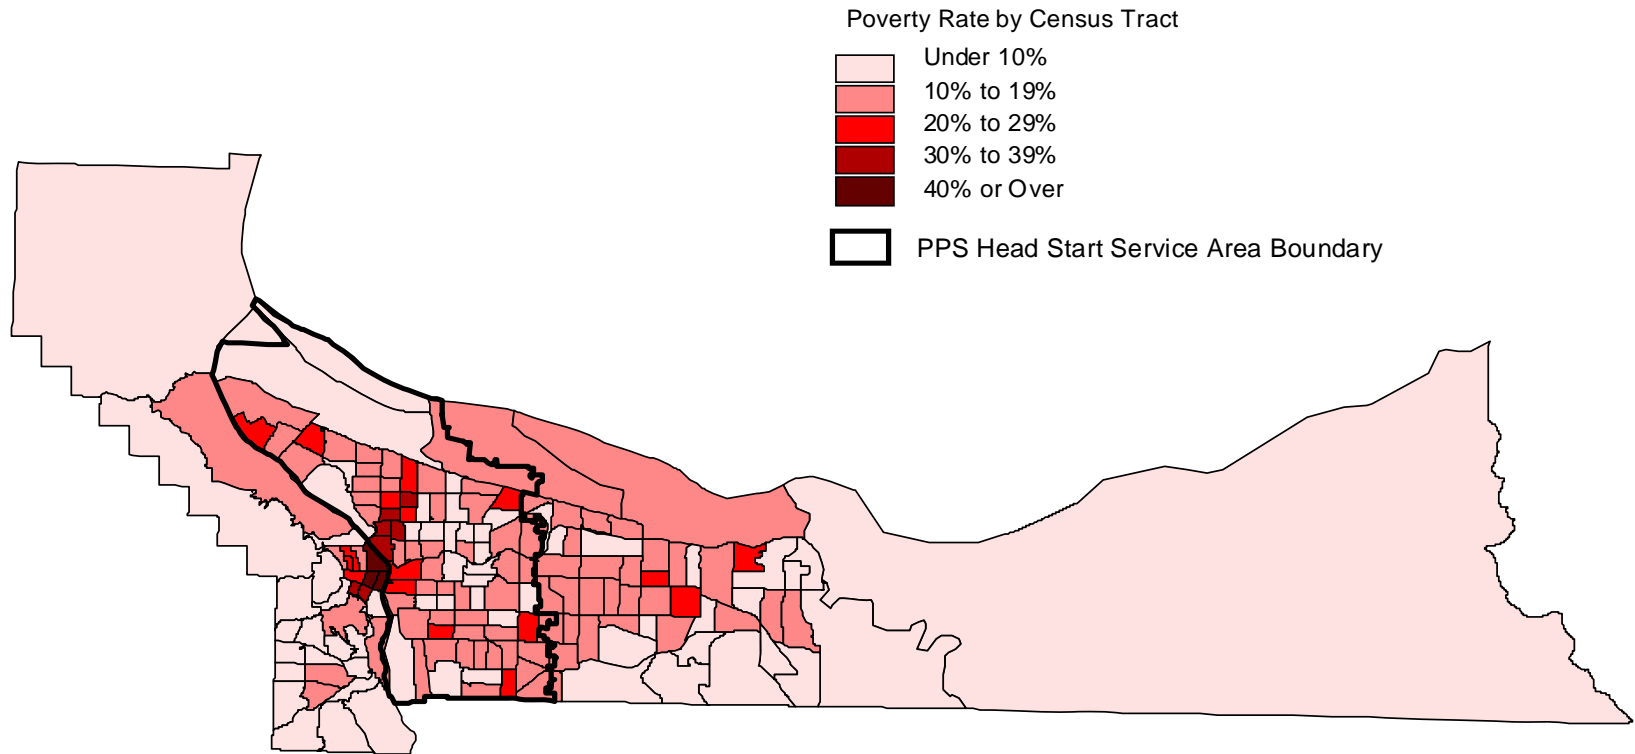 Poverty Rate by Census Tract
Under 10%
10% to 19%
20% to 29%
30% to 39%
40% or Over
PPS Head Start Service Area Boundary